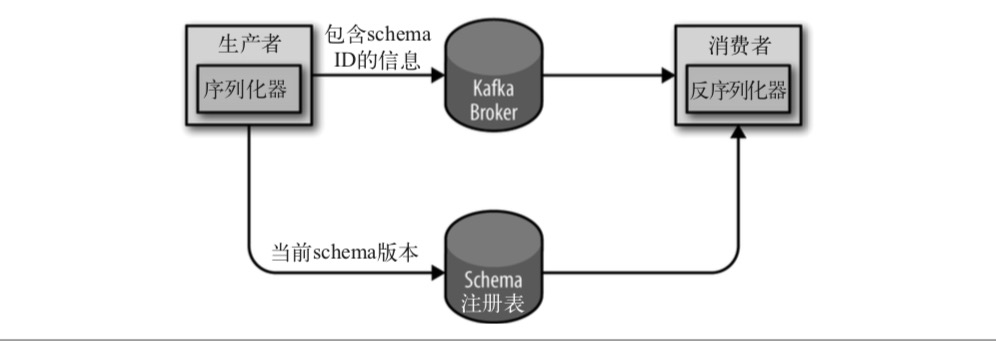 生产者
序列化器
包含schema
ID的信息
Kafka
Broker
消费者
反序列化器
当前schema版本
Schema
注册表